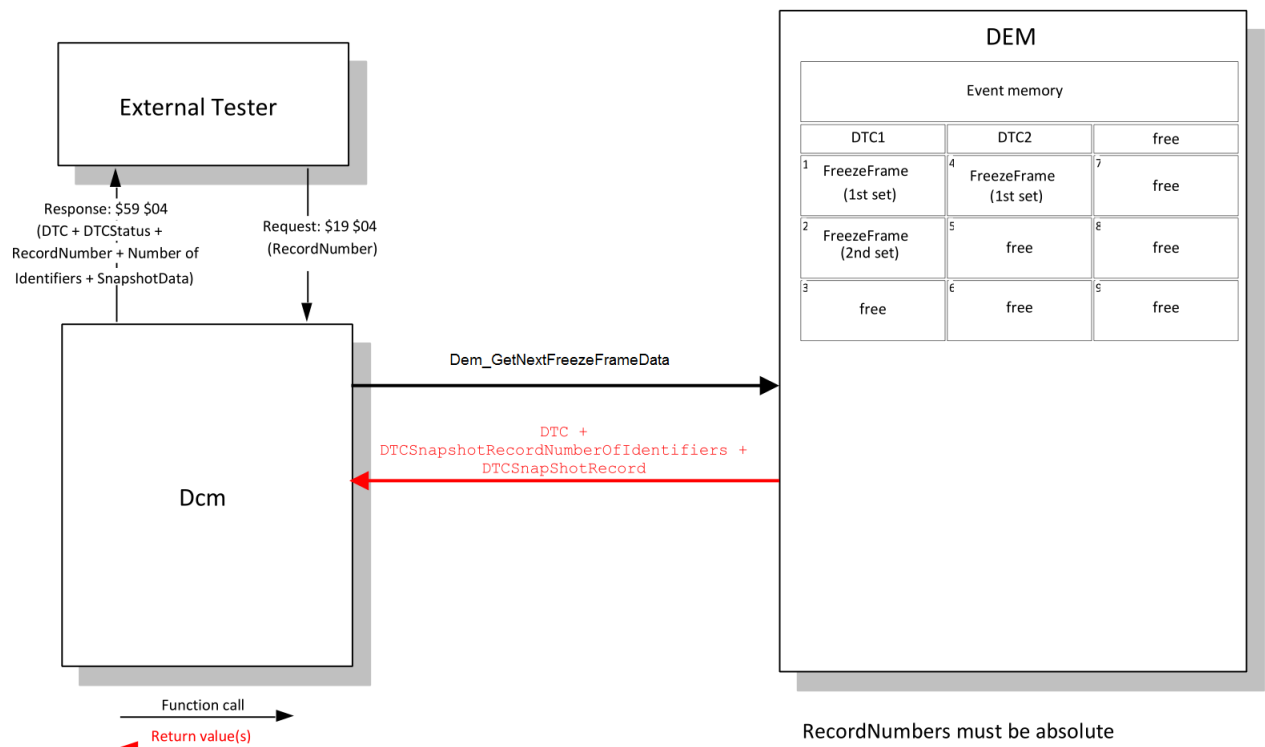 External Tester
Response: $59 $04
(DTC + DTCStatus +
RecordNumber + Number of
Identifiers + SnapshotData)
Request: $19 $04
(RecordNumber)
Dcm
Dem_GetNextFreezeFrameData
DTC +
DTCSnapshotRecordNumberOfIdentifiers +
DTCSnapShotRecord
DEM
Event memory
DTC1 DTC2 free
1 FreezeFrame
(1st set)
4 FreezeFrame
(1st set)
7 free
2 FreezeFrame
(2nd set)
5 free
8 free
3 free
6 free
9 free
Function call
Return value(s)
RecordNumbers must be absolute